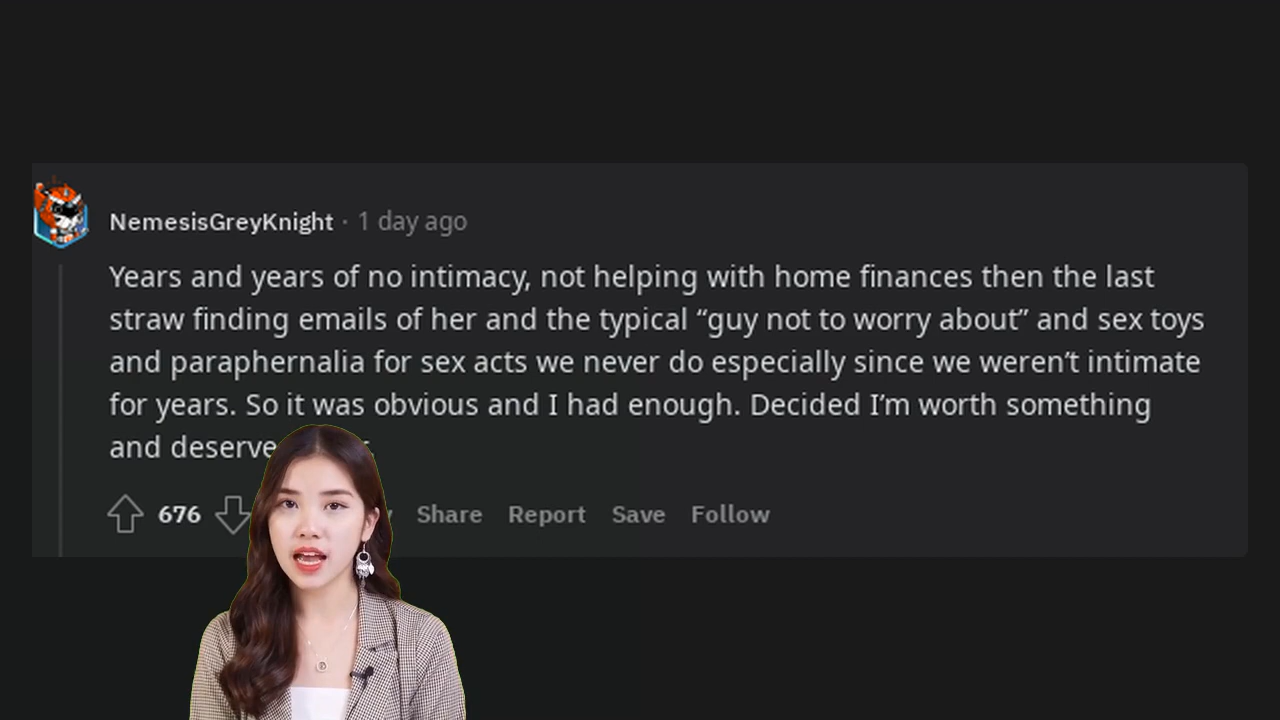 NemesisGreyKnight · 1 day ago
Years and years of no intimacy, not helping with home finances then the last
straw finding emails of her and the typical “guy not to worry about” and sex toys
and paraphernalia for sex acts we never do especially since we weren’t intimate
for years. So it was obvious and I had enough. Decided I’m worth something
and deserve
676 Share Report Save Follow